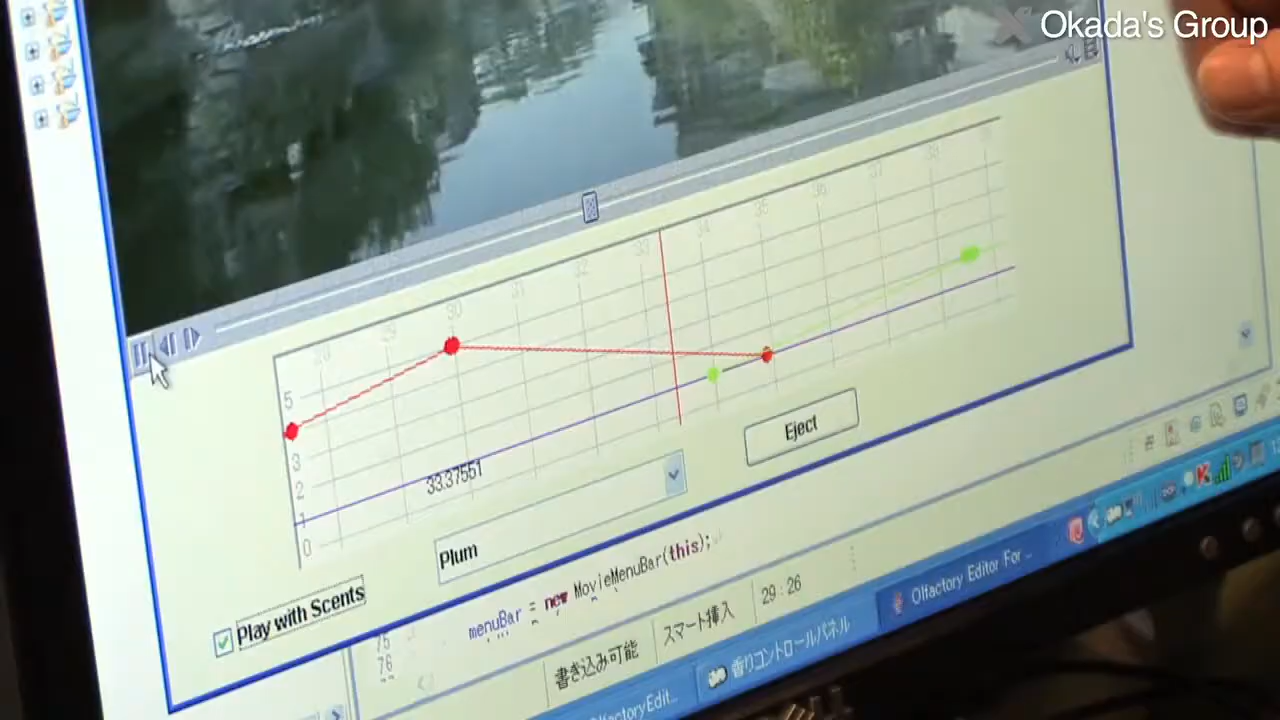 Okada's Group
28 29 30 31 32 33 34 35 36 37 38
5
3
2
1
0
33.37551
Eject
Plum
Play with Scents
menuBar = new MovieMenuBar(this);
75
76
書き込み可能 スマート挿入 29 : 26
香りコントロールパネル Olfactory Editor For ...
OlfactoryEdit...